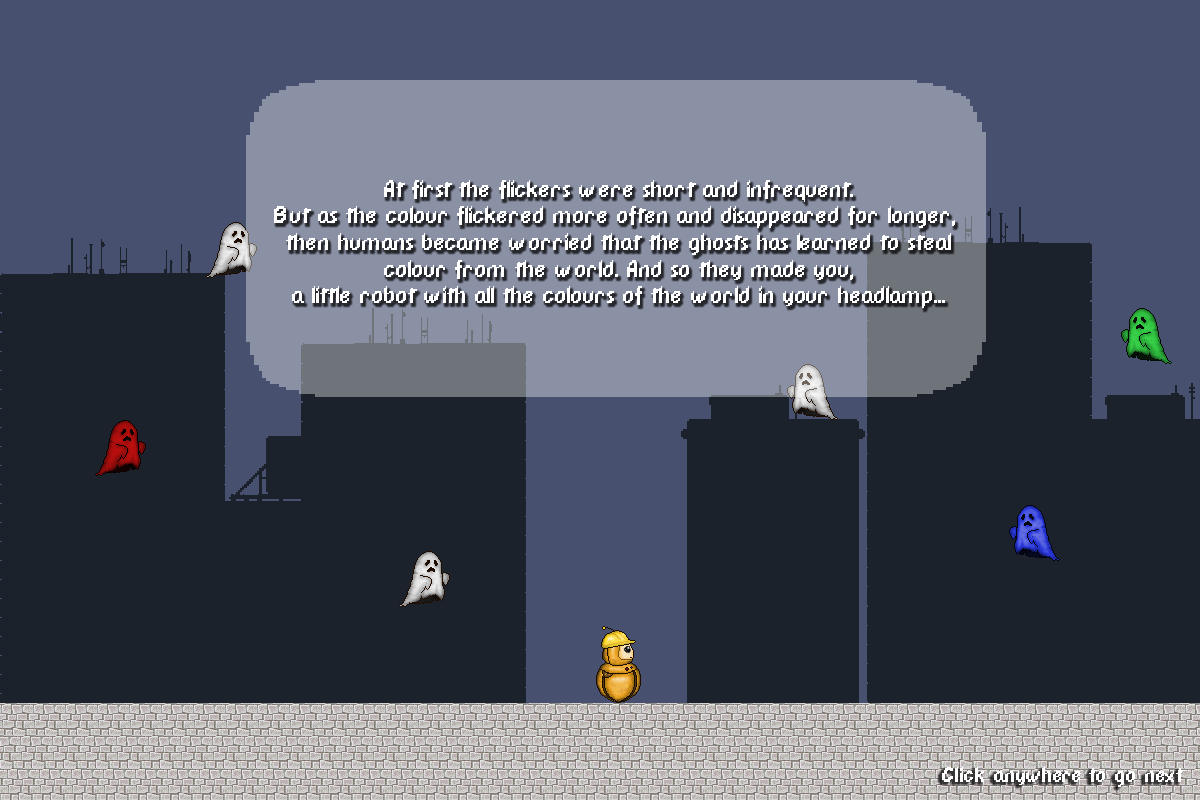 At first the flickers were short and infrequent.
But as the colour flickered more often and disappeared for longer,
then humans became worried that the ghosts has learned to steal
colour from the world. And so they made you,
a little robot with all the colours of the world in your headlamp...
Click anywhere to go next